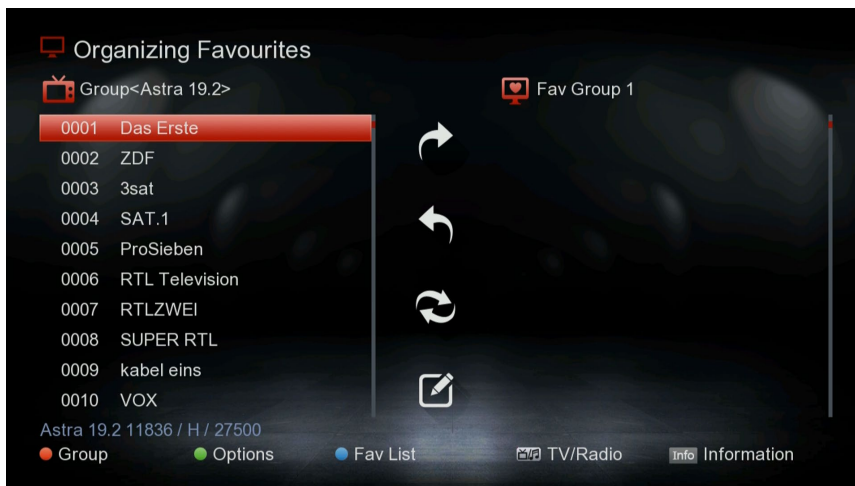 Organizing Favourites
Group<Astra 19.2>
Fav Group 1
0001 Das Erste
0002 ZDF
0003 3sat
0004 SAT.1
0005 ProSieben
0006 RTL Television
0007 RTLZWEI
0008 SUPER RTL
0009 kabel eins
0010 VOX
Astra 19.2 11836 / H / 27500
Group Options Fav List TV/Radio Info Information